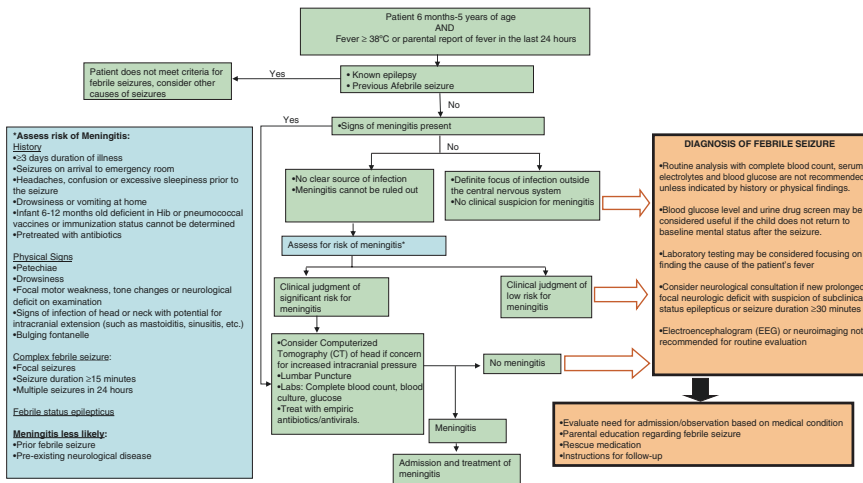 Patient 6 months-5 years of age
AND
Fever ≥ 38°C or parental report of fever in the last 24 hours
Patient does not meet criteria for
febrile seizures, consider other
causes of seizures
Yes
• Known epilepsy
• Previous Afebrile seizure
No
Yes
•Signs of meningitis present
No
*Assess risk of Meningitis:
History
•≥3 days duration of illness
•Seizures on arrival to emergency room
•Headaches, confusion or excessive sleepiness prior to
the seizure
•Drowsiness or vomiting at home
•Infant 6-12 months old deficient in Hib or pneumococcal
vaccines or immunization status cannot be determined
•Pretreated with antibiotics
Physical Signs
•Petechiae
•Drowsiness
•Focal motor weakness, tone changes or neurological
deficit on examination
•Signs of infection of head or neck with potential for
intracranial extension (such as mastoiditis, sinusitis, etc.)
•Bulging fontanelle
Complex febrile seizure:
•Focal seizures
•Seizure duration ≥15 minutes
•Multiple seizures in 24 hours
Febrile status epilepticus
Meningitis less likely:
•Prior febrile seizure
•Pre-existing neurological disease
•No clear source of infection
•Meningitis cannot be ruled out
•Definite focus of infection outside
the central nervous system
•No clinical suspicion for meningitis
Assess for risk of meningitis*
Clinical judgment of
significant risk for
meningitis
Clinical judgment of
low risk for
meningitis
•Consider Computerized
Tomography (CT) of head if concern
for increased intracranial pressure
•Lumbar Puncture
•Labs: Complete blood count, blood
culture, glucose
•Treat with empiric
antibiotics/antivirals.
No meningitis
Meningitis
Admission and treatment of
meningitis
DIAGNOSIS OF FEBRILE SEIZURE
•Routine analysis with complete blood count, serum
electrolytes and blood glucose are not recommended
unless indicated by history or physical findings.
•Blood glucose level and urine drug screen may be
considered useful if the child does not return to
baseline mental status after the seizure.
•Laboratory testing may be considered focusing on
finding the cause of the patient's fever
•Consider neurological consultation if new prolonged
focal neurologic deficit with suspicion of subclinical
status epilepticus or seizure duration ≥30 minutes
•Electroencephalogram (EEG) or neuroimaging not
recommended for routine evaluation
•Evaluate need for admission/observation based on medical condition
•Parental education regarding febrile seizure
•Rescue medication
•Instructions for follow-up